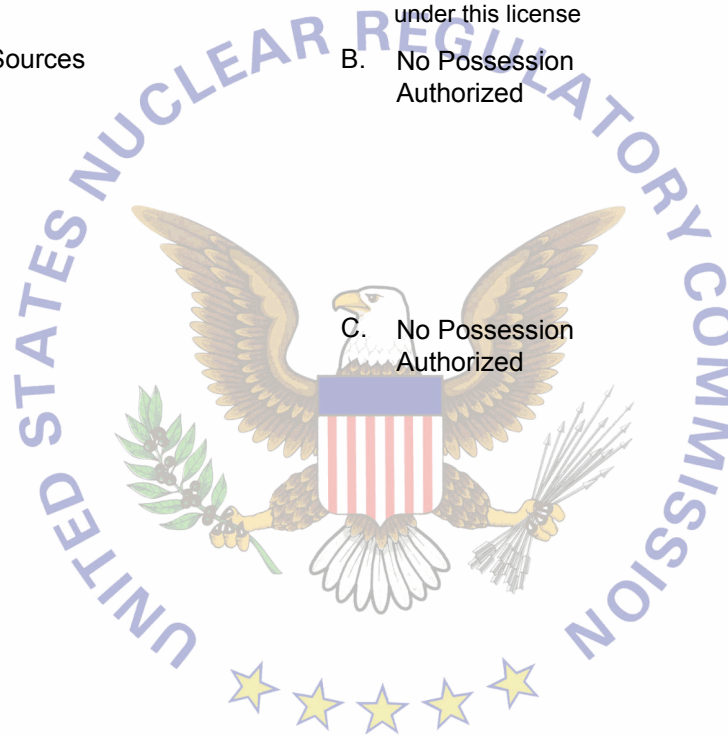 under this license
Sources
B. No Possession
Authorized
C. No Possession
Authorized
UNITED STATES NUCLEAR REGULATORY COMMISSION